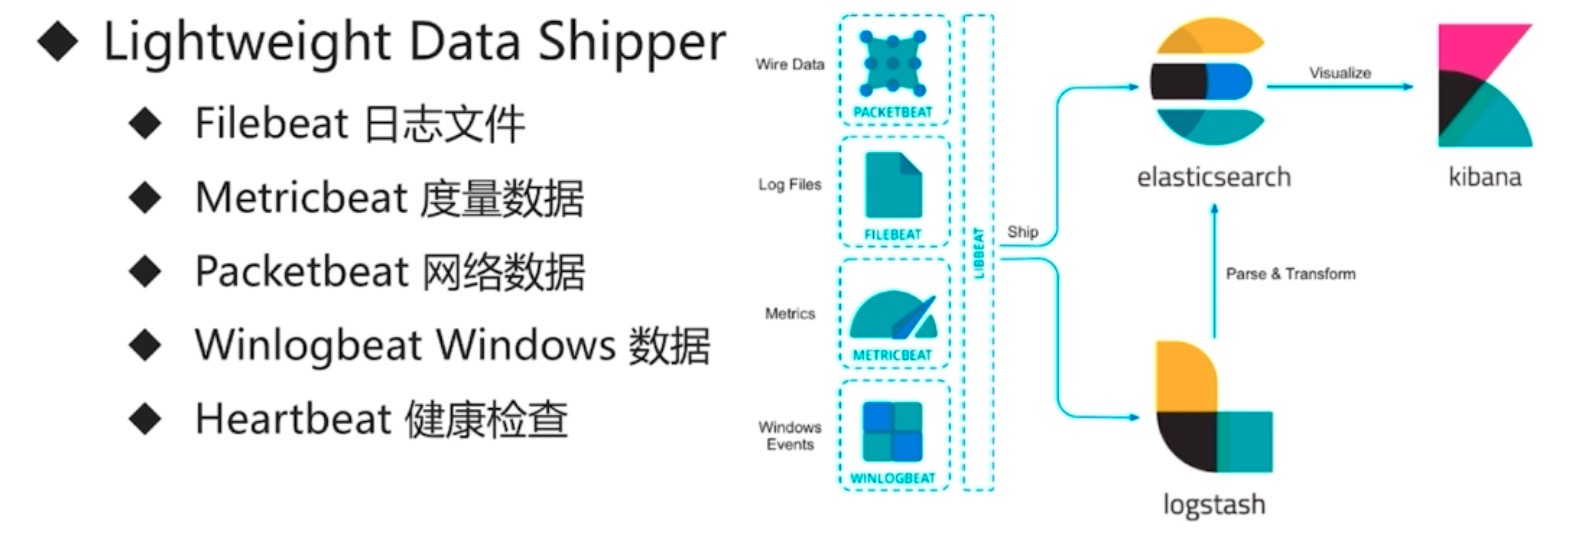 Lightweight Data Shipper
Filebeat 日志文件
Metricbeat 度量数据
Packetbeat 网络数据
Winlogbeat Windows 数据
Heartbeat 健康检查
Wire Data
PACKETBEAT
Log Files
FILEBEAT
Metrics
METRICBEAT
Windows
Events
WINLOGBEAT
LIBBEAT
Ship
elasticsearch
Visualize
kibana
Parse & Transform
logstash